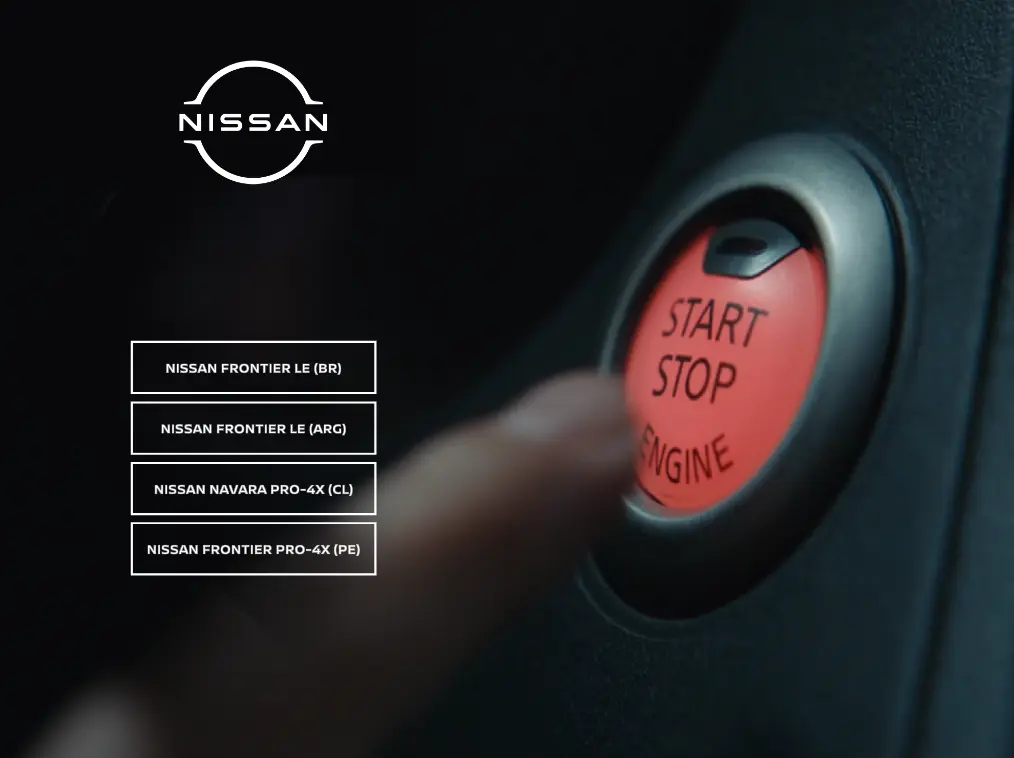 NISSAN
NISSAN FRONTIER LE (BR)
NISSAN FRONTIER LE (ARG)
NISSAN NAVARA PRO-4X (CL)
NISSAN FRONTIER PRO-4X (PE)
START
STOP
ENGINE